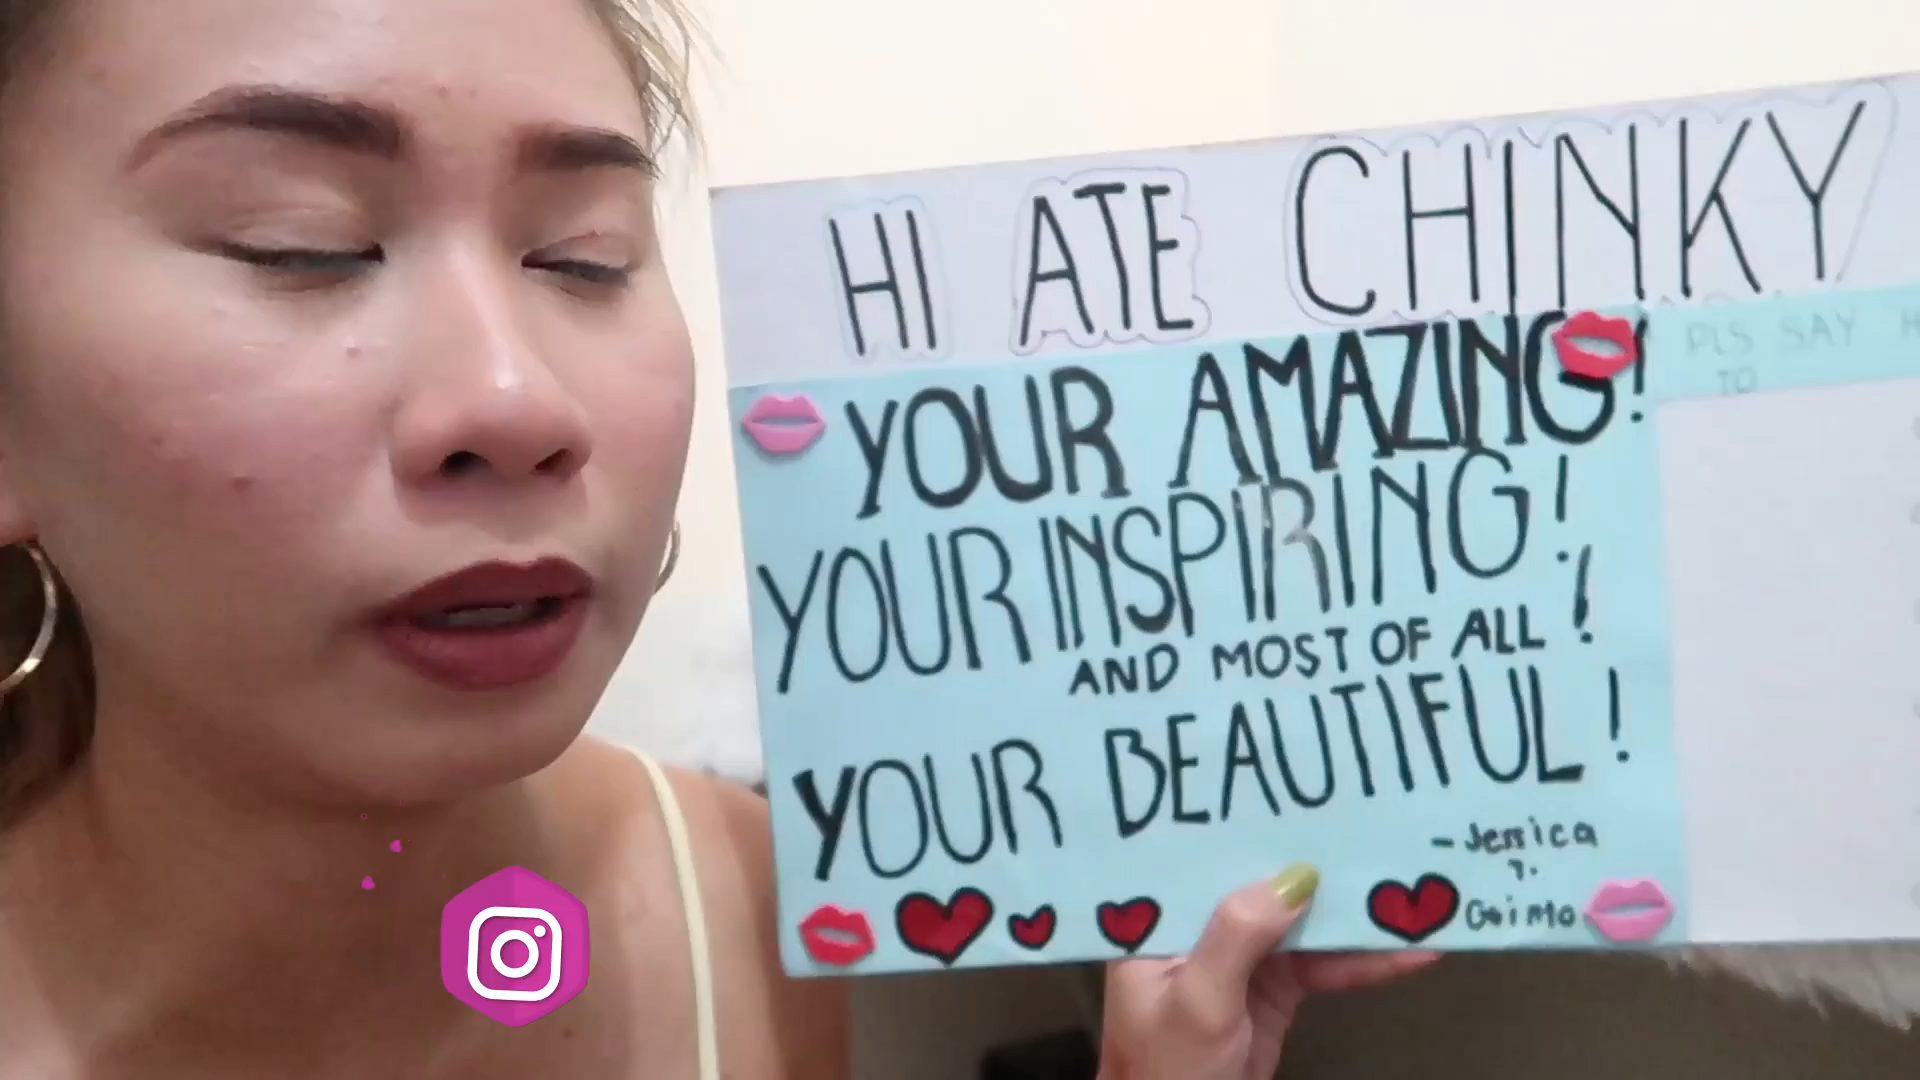 HI ATE CHINKY
YOUR AMAZING!
YOUR INSPIRING!
AND MOST OF ALL!
YOUR BEAUTIFUL!
- Jessica
PLS SAY H
TO